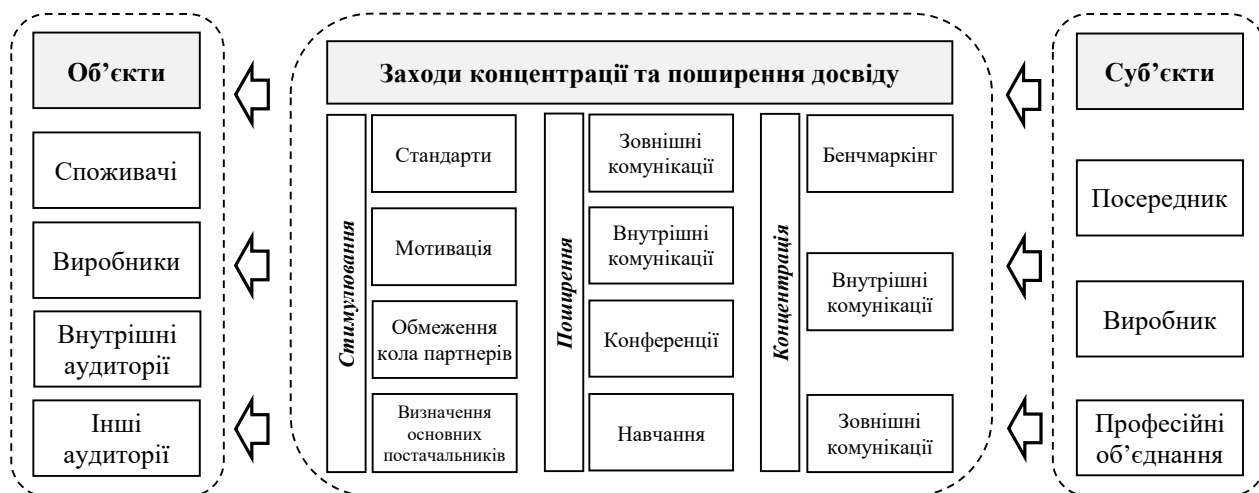 Об’єкти
Споживачі
Виробники
Внутрішні
аудиторії
Інші
аудиторії
Заходи концентрації та поширення досвіду
Стимулювання
Стандарти
Мотивація
Обмеження
кола партнерів
Визначення
основних
постачальників
Поширення
Зовнішні
комунікації
Внутрішні
комунікації
Конференції
Навчання
Концентрація
Бенчмаркінг
Внутрішні
комунікації
Зовнішні
комунікації
Суб’єкти
Посередник
Виробник
Професійні
об’єднання